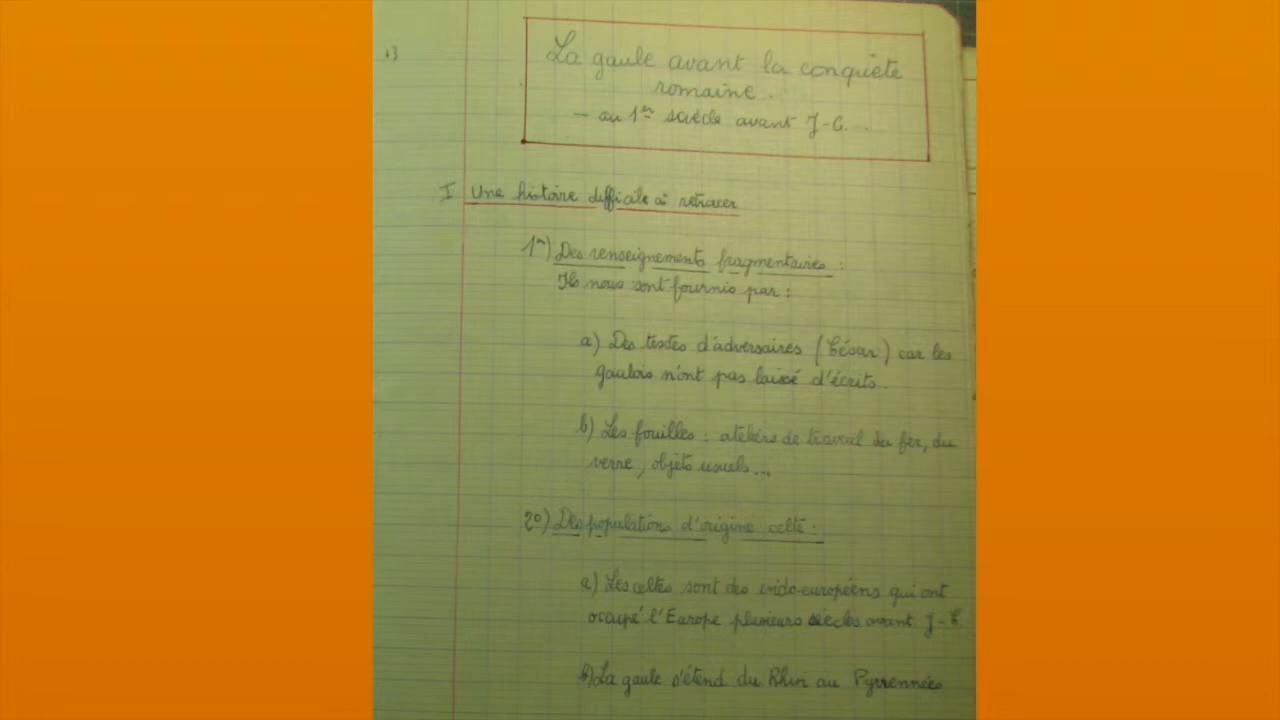 13
La gaule avant la conquête
romaine.
- au 1er siècle avant J-C. -
I Une histoire difficile à retracer
1er) Des renseignements fragmentaires :
Ils nous sont fournis par :
a) Des textes d'adversaires (César) car les
gaulois n'ont pas laissé d'écrits.
b) Les fouilles : ateliers de travail du fer, du
verre, objets usuels...
2o) Des populations d'origine celte :
a) Les celtes sont des indo-européens qui ont
occupé l'Europe plusieurs siècles avant J-C
b) La gaule s'étend du Rhin au Pyrennées